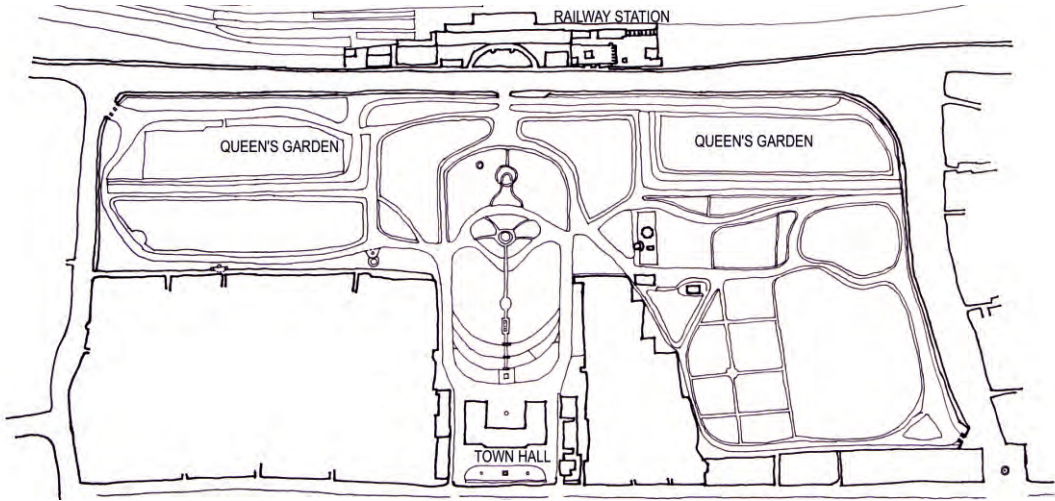 RAILWAY STATION
QUEEN'S GARDEN
QUEEN'S GARDEN
TOWN HALL